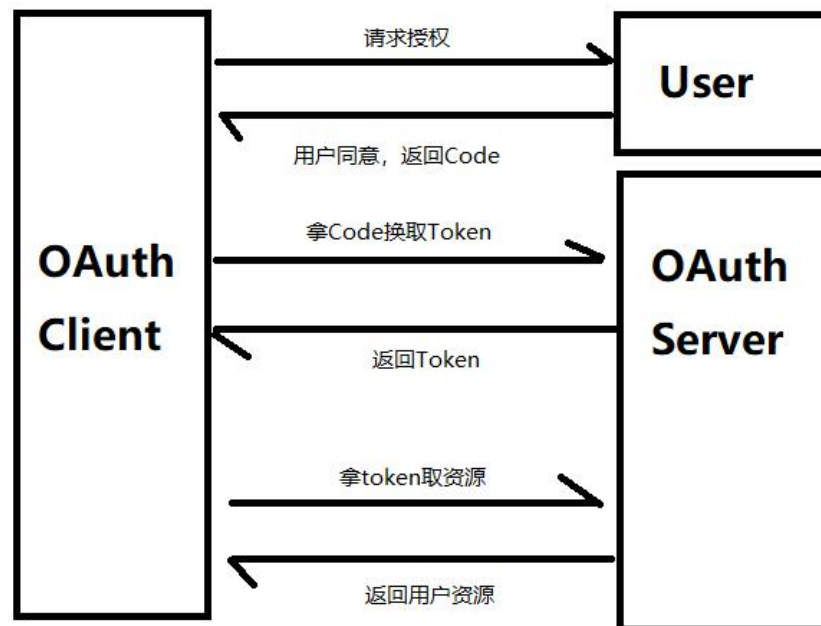 请求授权
User
用户同意，返回Code
拿Code换取Token
OAuth
Client
OAuth
Server
返回Token
拿token取资源
返回用户资源